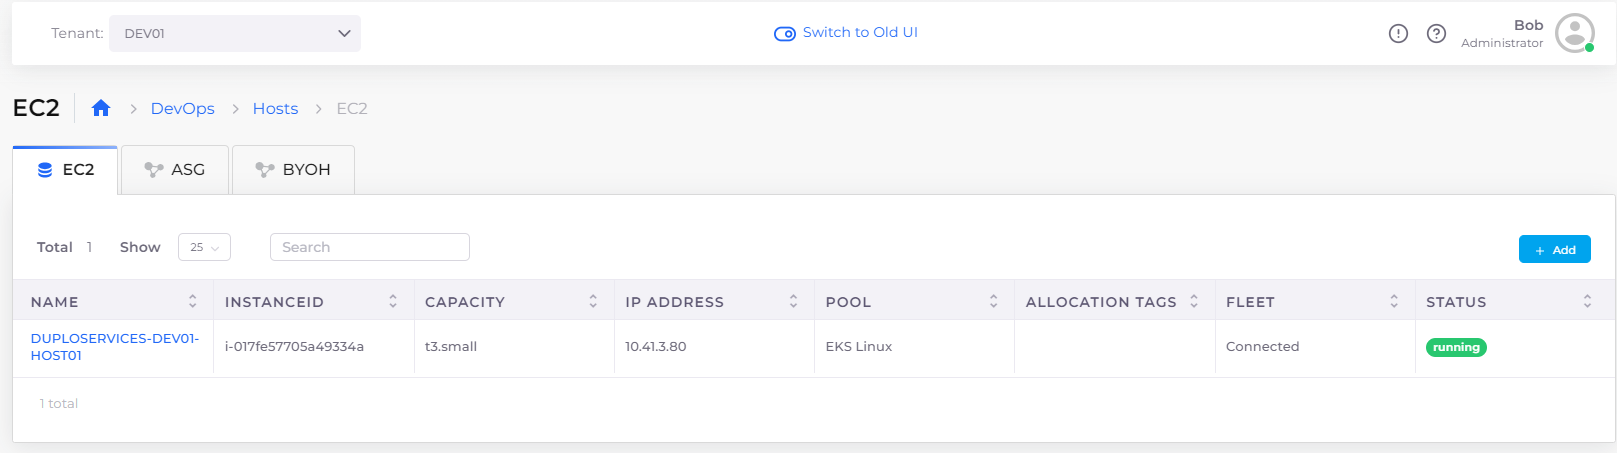 Tenant: DEV01
Switch to Old UI
Bob
Administrator
EC2 DevOps Hosts EC2
EC2 ASG BYOH
Total 1 Show 25 Search + Add
NAME INSTANCEID CAPACITY IP ADDRESS POOL ALLOCATION TAGS FLEET STATUS
DUPLOSERVICES-DEV01-
HOST01
i-017fe57705a49334a t3.small 10.41.3.80 EKS Linux Connected running
1 total